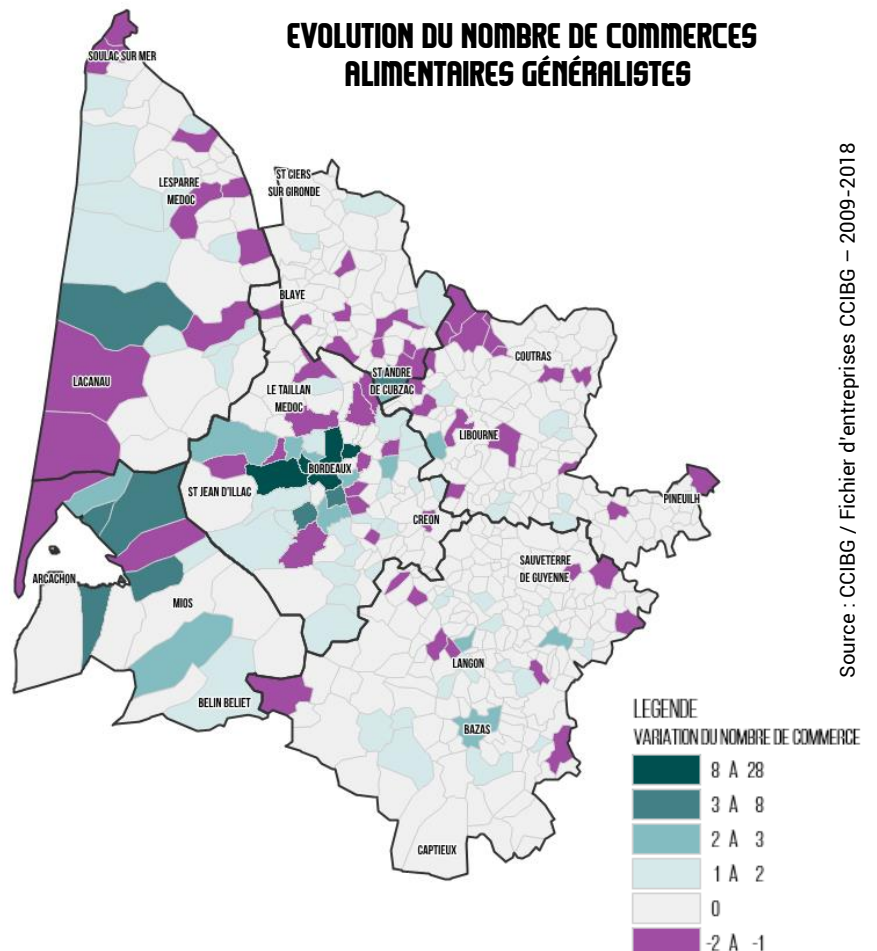 EVOLUTION DU NOMBRE DE COMMERCES
ALIMENTAIRES GÉNÉRALISTES
SOULAC SUR MER
LESPARRE
MEDOC
ST CIERS
SUR GIRONDE
BLAYE
LACANAU
LE TAILLAN
MEDOC
ST ANDRE
DE CUBZAC
COUTRAS
LIBOURNE
BORDEAUX
ST JEAN D'ILLAC
PINEUILH
CREON
ARCACHON
MIOS
SAUVETERRE
DE GUYENNE
LANGON
BELIN BELIET
BAZAS
CAPTIEUX
Source : CCIBG / Fichier d'entreprises CCIBG – 2009-2018
LEGENDE
VARIATION DU NOMBRE DE COMMERCE
8 A 28
3 A 8
2 A 3
1 A 2
0
-2 A -1